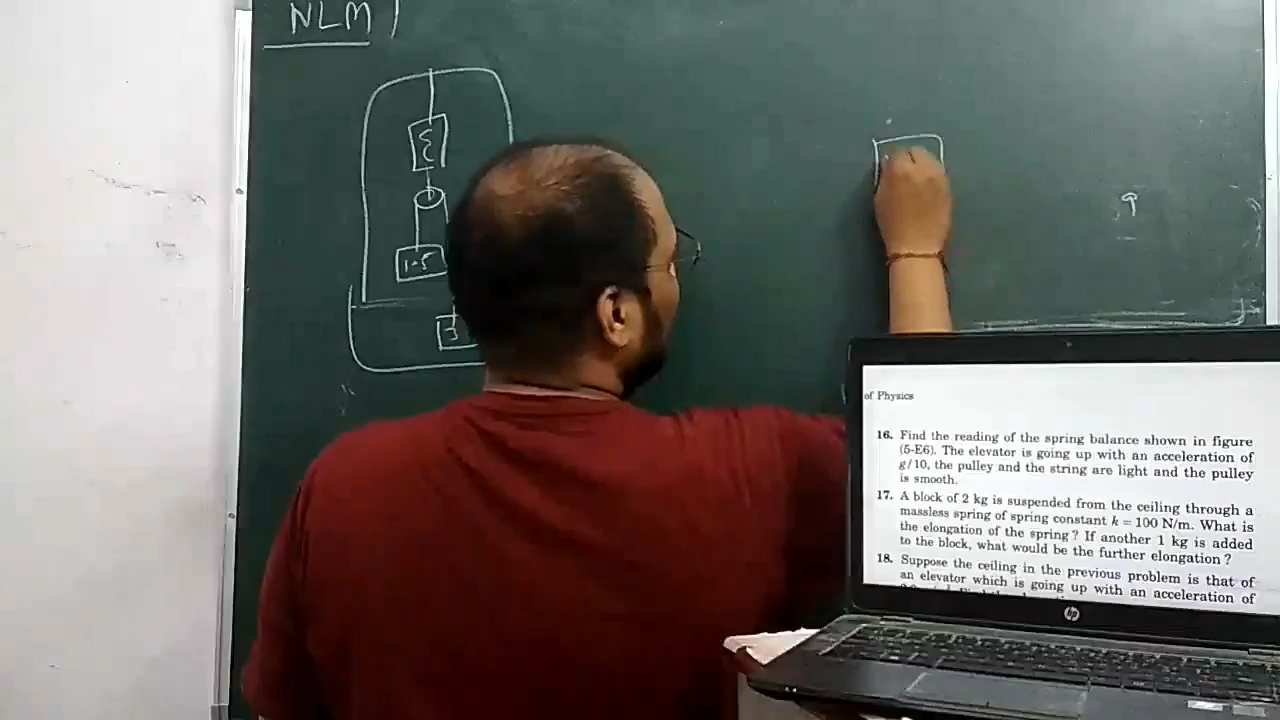 NLM)
1.5
3
of Physics
16. Find the reading of the spring balance shown in figure
(5-E6). The elevator is going up with an acceleration of
g/10, the pulley and the string are light and the pulley
is smooth.
17. A block of 2 kg is suspended from the ceiling through a
massless spring of spring constant k = 100 N/m. What is
the elongation of the spring ? If another 1 kg is added
to the block, what would be the further elongation ?
18. Suppose the ceiling in the previous problem is that of
an elevator which is going up with an acceleration of
hp